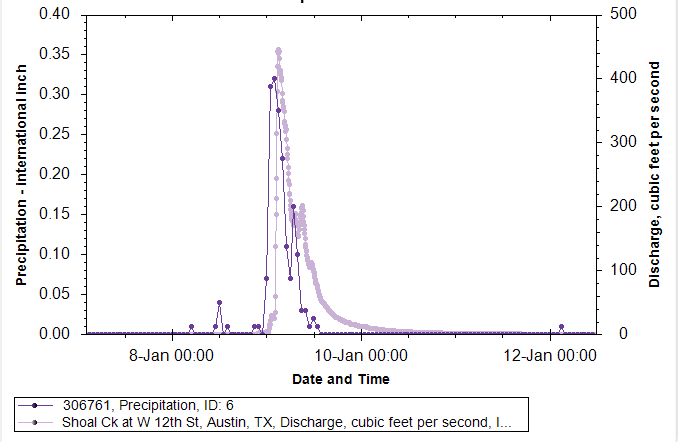 0.40
0.35
0.30
0.25
0.20
0.15
0.10
0.05
0.00
Precipitation - International inch
500
400
300
200
100
0
Discharge, cubic feet per second
8-Jan 00:00
10-Jan 00:00
12-Jan 00:00
Date and Time
306761, Precipitation, ID: 6
Shoal Ck at W 12th St, Austin, TX, Discharge, cubic feet per second, I...